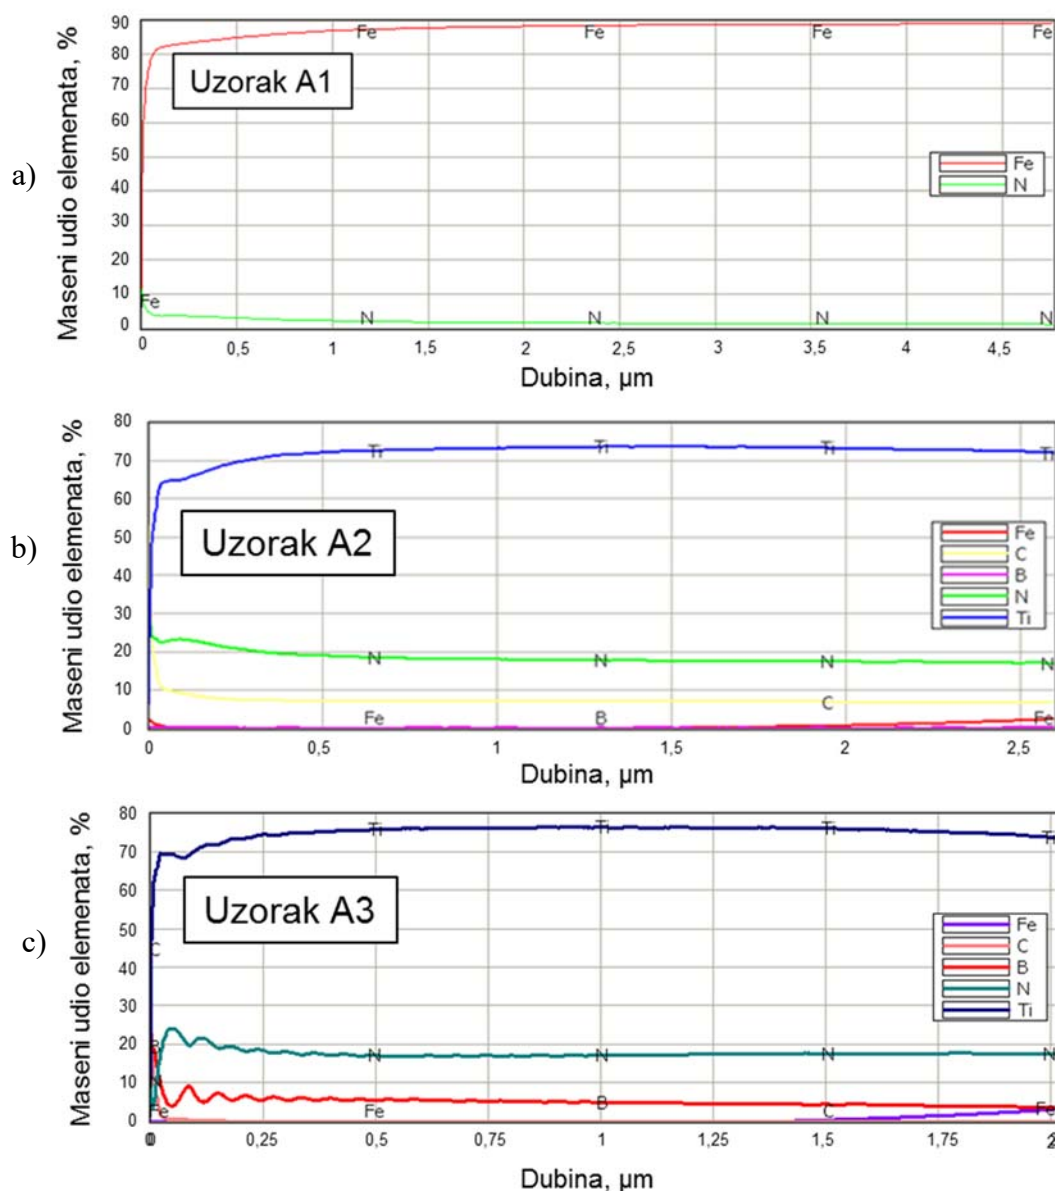 a)
Maseni udio elemenata, %
90
80
70
60
50
40
30
20
10
0
Uzorak A1
Fe Fe Fe Fe
Fe
N
Fe
N N N N
0 0,5 1 1,5 2 2,5 3 3,5 4 4,5
Dubina, µm
b)
Maseni udio elemenata, %
80
70
60
50
40
30
20
10
0
Uzorak A2
Ti Ti Ti Ti
Fe
C
B
N
Ti
N N N N
Fe B C Fe
0 0,5 1 1,5 2 2,5
Dubina, µm
c)
Maseni udio elemenata, %
80
70
60
50
40
30
20
10
0
Uzorak A3
Ti Ti Ti Ti
C
Fe
C
B
N
Ti
B
N N N N
N
B
Fe Fe C Fe
0 0,25 0,5 0,75 1 1,25 1,5 1,75 2
Dubina, µm